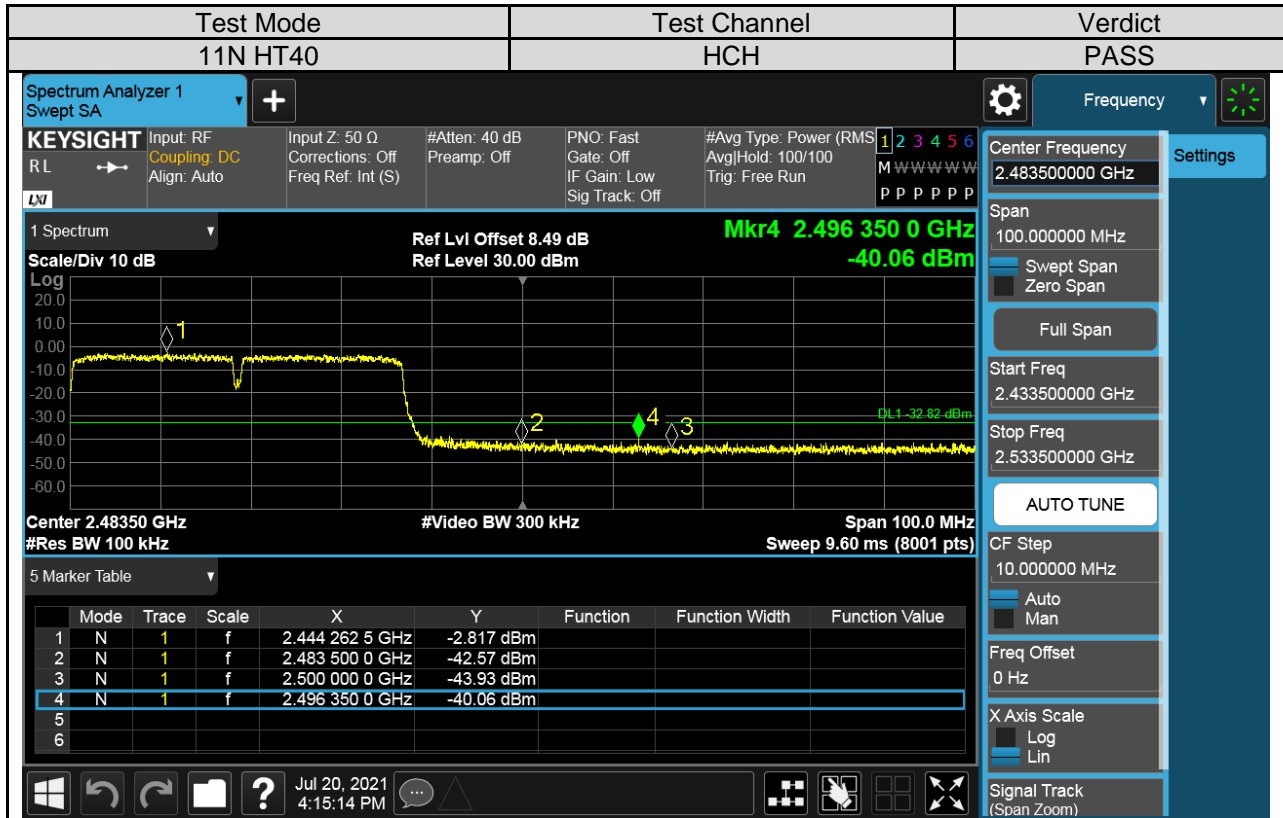 Test Mode Test Channel Verdict
11N HT40 HCH PASS
Spectrum Analyzer 1
Swept SA
Frequency
KEYSIGHT Input: RF Input Z: 50 Ω #Atten: 40 dB PNO: Fast #Avg Type: Power (RMS 1 2 3 4 5 6
RL Coupling: DC Corrections: Off Preamp: Off Gate: Off Avg|Hold: 100/100 M W W W W W
Align: Auto Freq Ref: Int (S) IF Gain: Low Trig: Free Run
LXI Sig Track: Off P P P P P P
1 Spectrum
Ref Lvl Offset 8.49 dB Mkr4 2.496 350 0 GHz
Scale/Div 10 dB Ref Level 30.00 dBm -40.06 dBm
Log
20.0
10.0
0.00
-10.0
-20.0
-30.0
-40.0
-50.0
-60.0
1
2
4
3
DL1 -32.82 dBm
Center 2.48350 GHz #Video BW 300 kHz Span 100.0 MHz
#Res BW 100 kHz Sweep 9.60 ms (8001 pts)
5 Marker Table
Mode Trace Scale X Y Function Function Width Function Value
1 N 1 f 2.444 262 5 GHz -2.817 dBm
2 N 1 f 2.483 500 0 GHz -42.57 dBm
3 N 1 f 2.500 000 0 GHz -43.93 dBm
4 N 1 f 2.496 350 0 GHz -40.06 dBm
5
6
Center Frequency
2.483500000 GHz
Settings
Span
100.000000 MHz
Swept Span
Zero Span
Full Span
Start Freq
2.433500000 GHz
Stop Freq
2.533500000 GHz
AUTO TUNE
CF Step
10.000000 MHz
Auto
Man
Freq Offset
0 Hz
X Axis Scale
Log
Lin
Signal Track
(Span Zoom)
?
Jul 20, 2021
4:15:14 PM